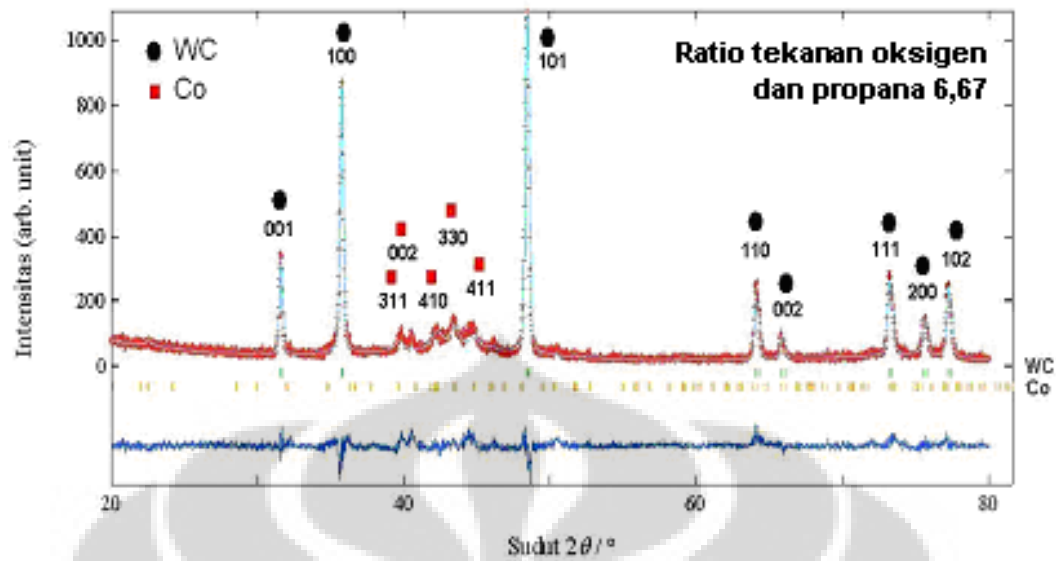 1000
800
600
400
200
0
Intensitas (arb. unit)
WC
Co
Ratio tekanan oksigen
dan propana 6,67
001
100
311
002
410
330
411
101
110
002
111
200
102
WC
Co
20
40
60
80
Sudut 2θ / °